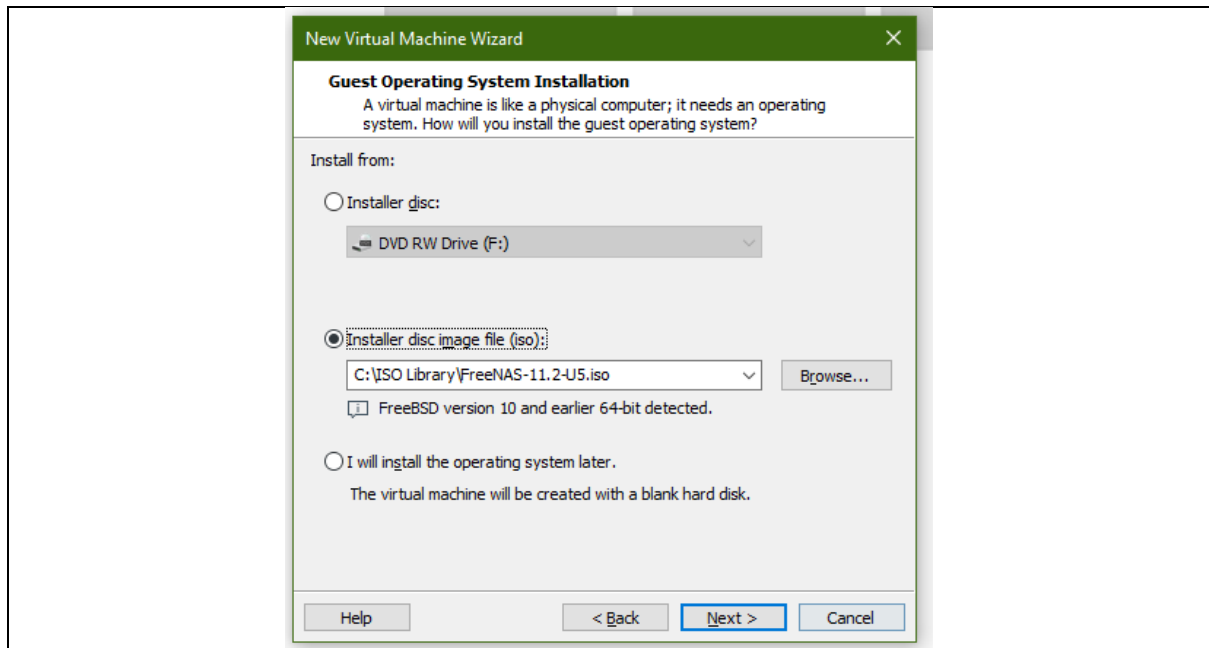 New Virtual Machine Wizard
Guest Operating System Installation
A virtual machine is like a physical computer; it needs an operating
system. How will you install the guest operating system?
Install from:
Installer disc:
DVD RW Drive (F:)
Installer disc image file (iso):
C:\ISO Library\FreeNAS-11.2-U5.iso
Browse...
FreeBSD version 10 and earlier 64-bit detected.
I will install the operating system later.
The virtual machine will be created with a blank hard disk.
Help
< Back
Next >
Cancel